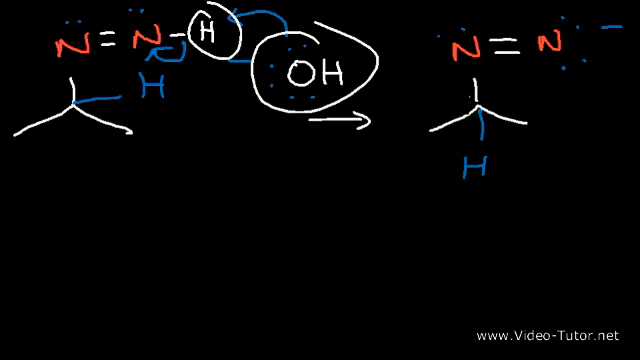 N = N - H    N = N -
OH
H
H
www.Video-Tutor.net